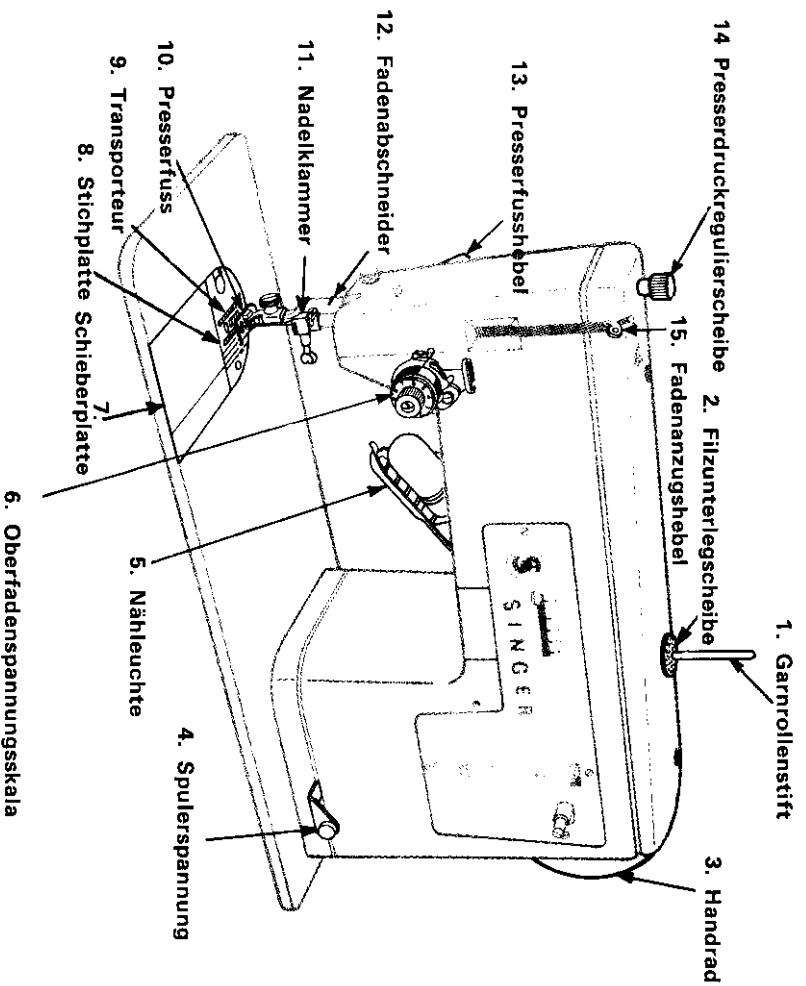 1. Garnrollenstift
2. Filzunterlegscheibe
3. Handrad
4. Spulerspannung
5. Nähleuchte
6. Oberfadenspannungsskala
7.
8. Stichplatte Schieberplatte
9. Transporteur
10. Presserfuss
11. Nadelklammer
12. Fadenabschneider
13. Presserfusshebel
14 Presserdruckregulierscheibe
15. Fadenanzugshebel
S SINGER